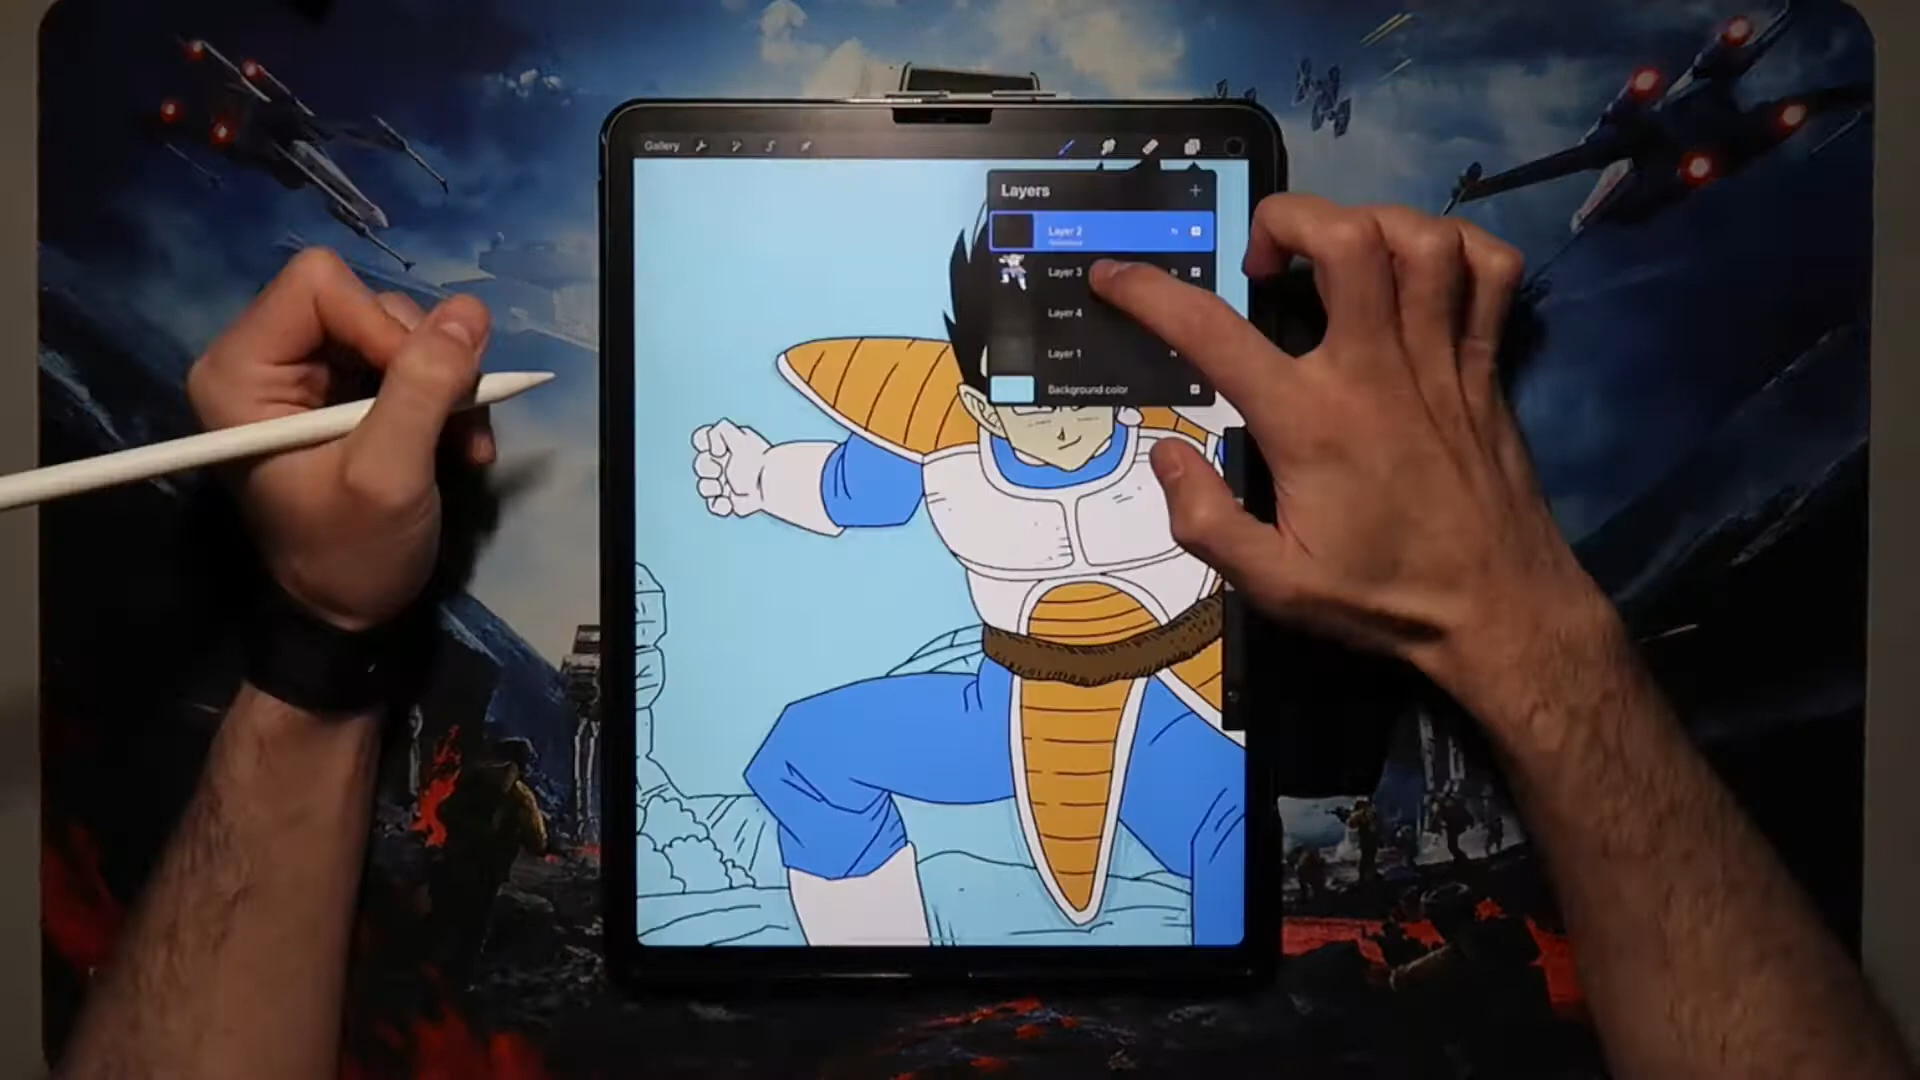 Gallery
Layers
Layer 2
N
Layer 3
N
Layer 4
Layer 1
N
Background color